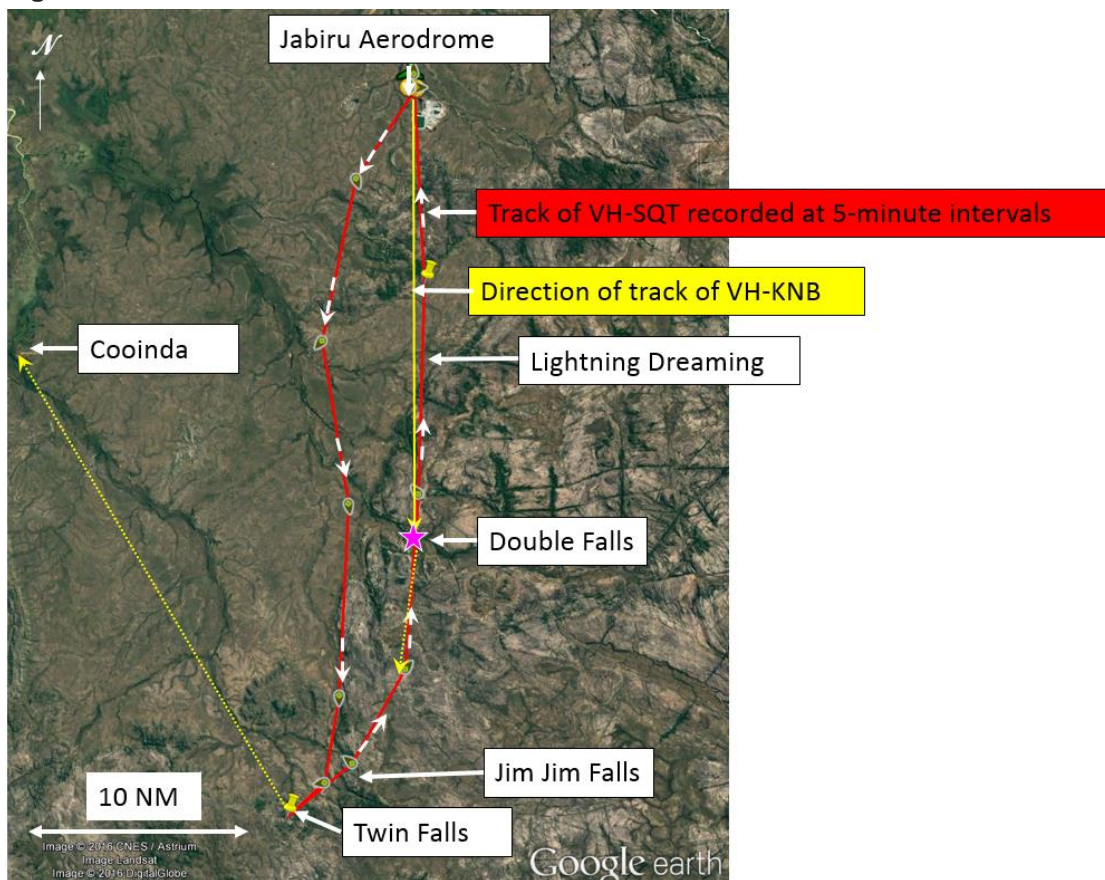 Jabiru Aerodrome
N
Track of VH-SQT recorded at 5-minute intervals
Direction of track of VH-KNB
Cooinda
Lightning Dreaming
Double Falls
Jim Jim Falls
10 NM
Twin Falls
Image © 2016 CNES / Astrium
Image Landsat
Image © 2016 DigitalGlobe
Google earth